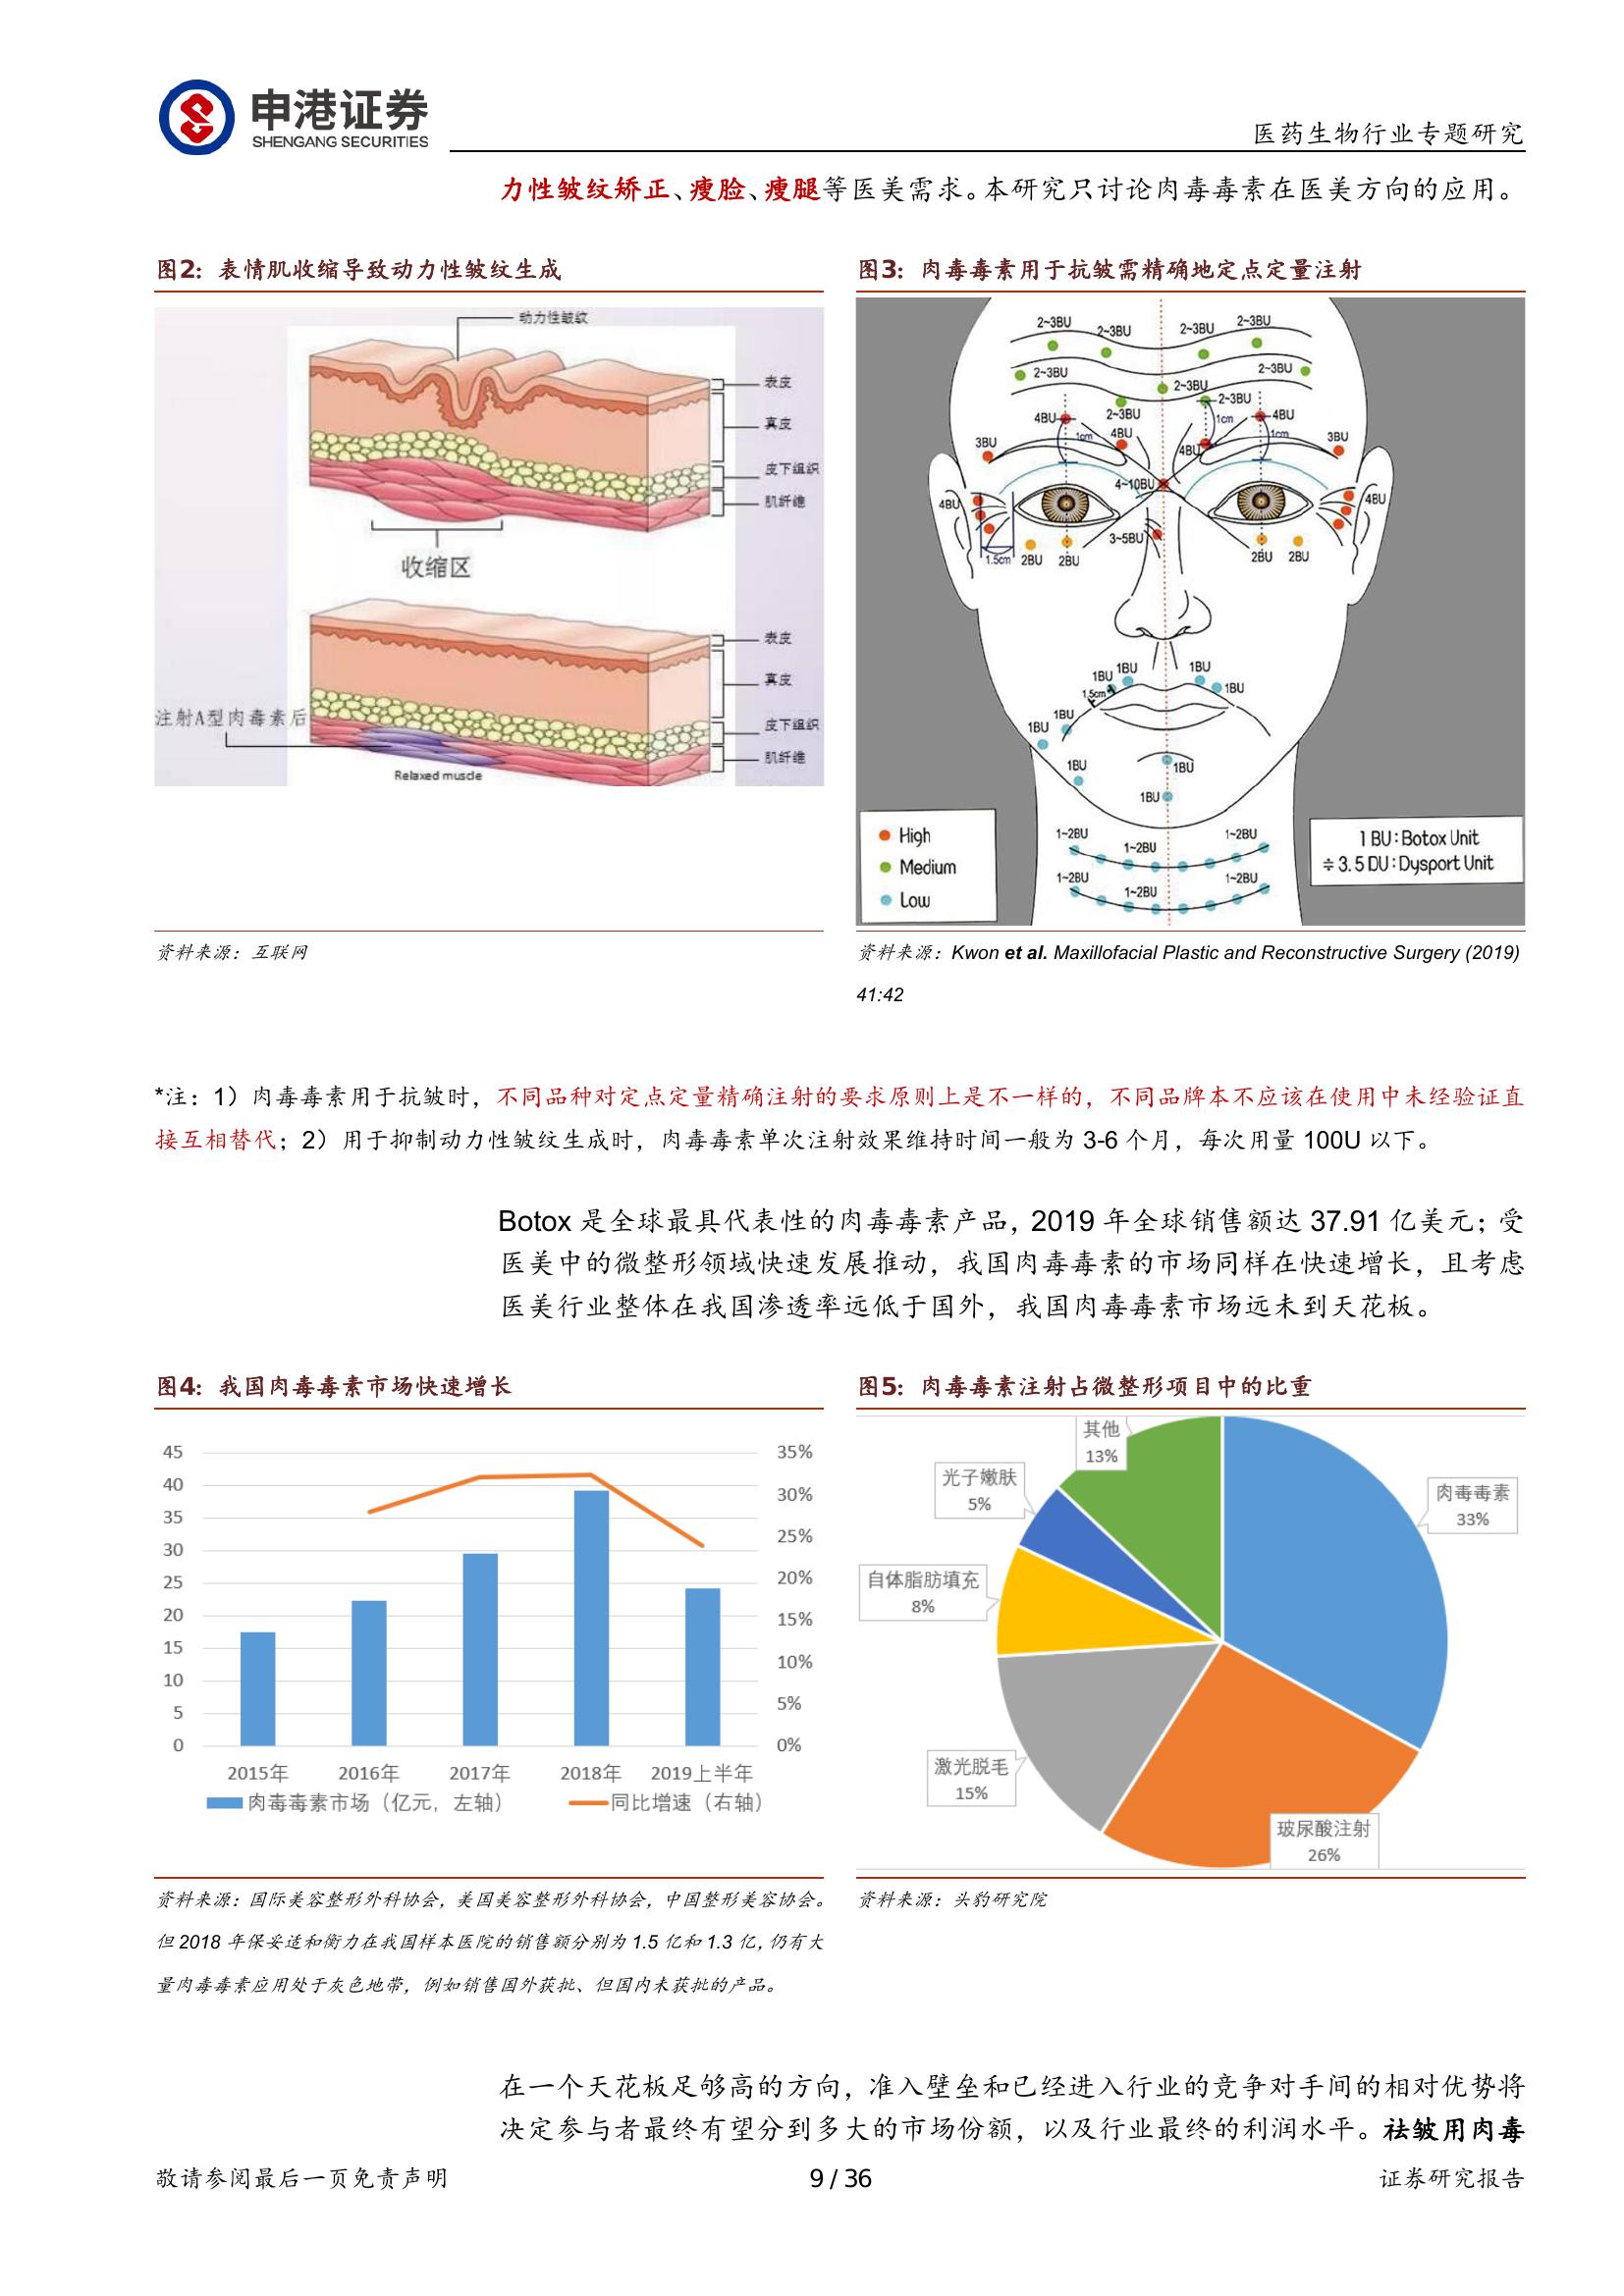 申港证券
SHENGANG SECURITIES
医药生物行业专题研究
力性皱纹矫正、瘦脸、瘦腿等医美需求。本研究只讨论肉毒毒素在医美方向的应用。
图2：表情肌收缩导致动力性皱纹生成
动力性皱纹
表皮
真皮
皮下组织
肌纤维
收缩区
表皮
真皮
注射A型肉毒毒素后
皮下组织
肌纤维
Relaxed muscle
资料来源：互联网
图3：肉毒毒素用于抗皱需精确地定点定量注射
2~3BU 2~3BU 2~3BU 2~3BU
2~3BU 2~3BU 2~3BU
4BU 2~3BU 2~3BU 4BU
1cm 1cm 1cm
3BU 4BU 4BU 3BU
4BU 4~10BU 4BU
3~5BU
1.5cm 2BU 2BU 2BU 2BU
1BU 1BU 1BU 1BU
1.5cm
1BU 1BU
1BU 1BU
1BU
1~2BU 1~2BU 1~2BU
1~2BU 1~2BU 1~2BU
High
Medium
Low
1 BU : Botox Unit
≑ 3.5 DU : Dysport Unit
资料来源：Kwon et al. Maxillofacial Plastic and Reconstructive Surgery (2019)
41:42
*注：1）肉毒毒素用于抗皱时，不同品种对定点定量精确注射的要求原则上是不一样的，不同品牌本不应该在使用中未经验证直
接互相替代；2）用于抑制动力性皱纹生成时，肉毒毒素单次注射效果维持时间一般为 3-6 个月，每次用量 100U 以下。
Botox 是全球最具代表性的肉毒毒素产品，2019 年全球销售额达 37.91 亿美元；受
医美中的微整形领域快速发展推动，我国肉毒毒素的市场同样在快速增长，且考虑
医美行业整体在我国渗透率远低于国外，我国肉毒毒素市场远未到天花板。
图4：我国肉毒毒素市场快速增长
45
40
35
30
25
20
15
10
5
0
35%
30%
25%
20%
15%
10%
5%
0%
2015年 2016年 2017年 2018年 2019上半年
肉毒毒素市场（亿元，左轴） 同比增速（右轴）
资料来源：国际美容整形外科协会，美国美容整形外科协会，中国整形美容协会。
但 2018 年保妥适和衡力在我国样本医院的销售额分别为 1.5 亿和 1.3 亿，仍有大
量肉毒毒素应用处于灰色地带，例如销售国外获批、但国内未获批的产品。
图5：肉毒毒素注射占微整形项目中的比重
其他
13%
光子嫩肤
5%
肉毒毒素
33%
自体脂肪填充
8%
激光脱毛
15%
玻尿酸注射
26%
资料来源：头豹研究院
在一个天花板足够高的方向，准入壁垒和已经进入行业的竞争对手间的相对优势将
决定参与者最终有望分到多大的市场份额，以及行业最终的利润水平。祛皱用肉毒
敬请参阅最后一页免责声明
9 / 36
证券研究报告